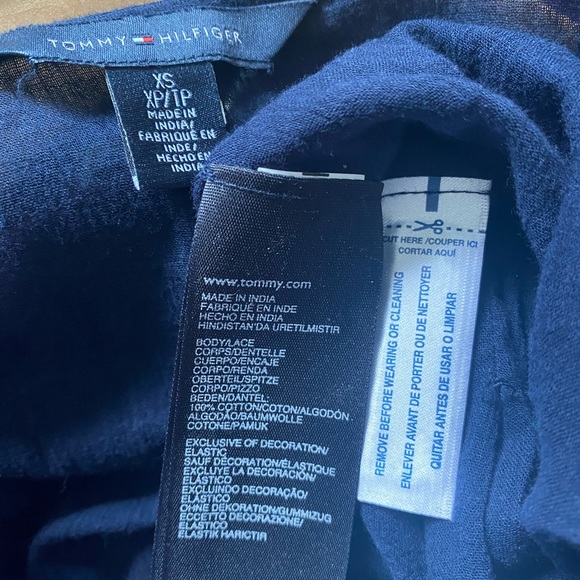 TOMMY HILFIGER
XS
XP/TP
MADE IN
INDIA/
FABRIQUÉ EN
INDE/
HECHO EN
INDIA
www.tommy.com
MADE IN INDIA
FABRIQUÉ EN INDE
HECHO EN INDIA
HINDISTAN'DA URETILMISTIR
BODY/LACE
CORPS/DENTELLE
CUERPO/ENCAJE
CORPO/RENDA
OBERTEIL/SPITZE
CORPO/PIZZO
BEDEN/DANTEL:
100% COTTON/COTON/ALGODÓN
ALGODÃO/BAUMWOLLE
COTONE/PAMUK
EXCLUSIVE OF DECORATION/
ELASTIC
SAUF DÉCORATION/ÉLASTIQUE
EXCLUYE LA DECORACIÓN/
ELÁSTICO
EXCLUINDO DECORAÇÃO/
ELÁSTICO
OHNE DEKORATION/GUMMIZUG
ECCETTO DECORAZIONE/
ELASTICO
ELASTIK HARICTIR
CUT HERE /COUPER ICI
CORTAR AQUÍ
REMOVE BEFORE WEARING OR CLEANING
ENLEVER AVANT DE PORTER OU DE NETTOYER
QUITAR ANTES DE USAR O LIMPIAR